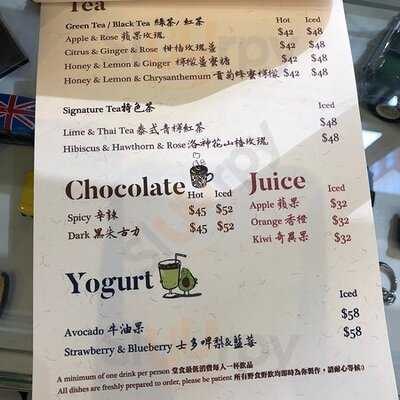 Tea
Green Tea / Black Tea 綠茶/ 紅茶 Hot Iced
Apple & Rose 蘋果玫瑰 $42 $48
Citrus & Ginger & Rose 柑桔玫瑰薑 $42 $48
Honey & Lemon & Ginger 檸檬薑蜜糖 $42 $48
Honey & Lemon & Chrysanthemum 貢菊蜂蜜檸檬 $42 $48
Signature Tea特色茶 Iced
Lime & Thai Tea 泰式青檸紅茶 $48
Hibiscus & Hawthorn & Rose洛神花山楂玫瑰 $48
Chocolate Hot Iced
Spicy 辛辣 $45 $52
Dark 黑朱古力 $45 $52
Juice
Apple 蘋果 $32
Orange 香橙 $32
Kiwi 奇異果 $32
Yogurt
Iced
Avocado 牛油果 $58
Strawberry & Blueberry 士多啤梨&藍莓 $58
A minimum of one drink per person 堂食最低消費每人一杯飲品
All dishes are freshly prepared to order, please be patient 所有野食野飲均即時為你製作，請耐心等候:)